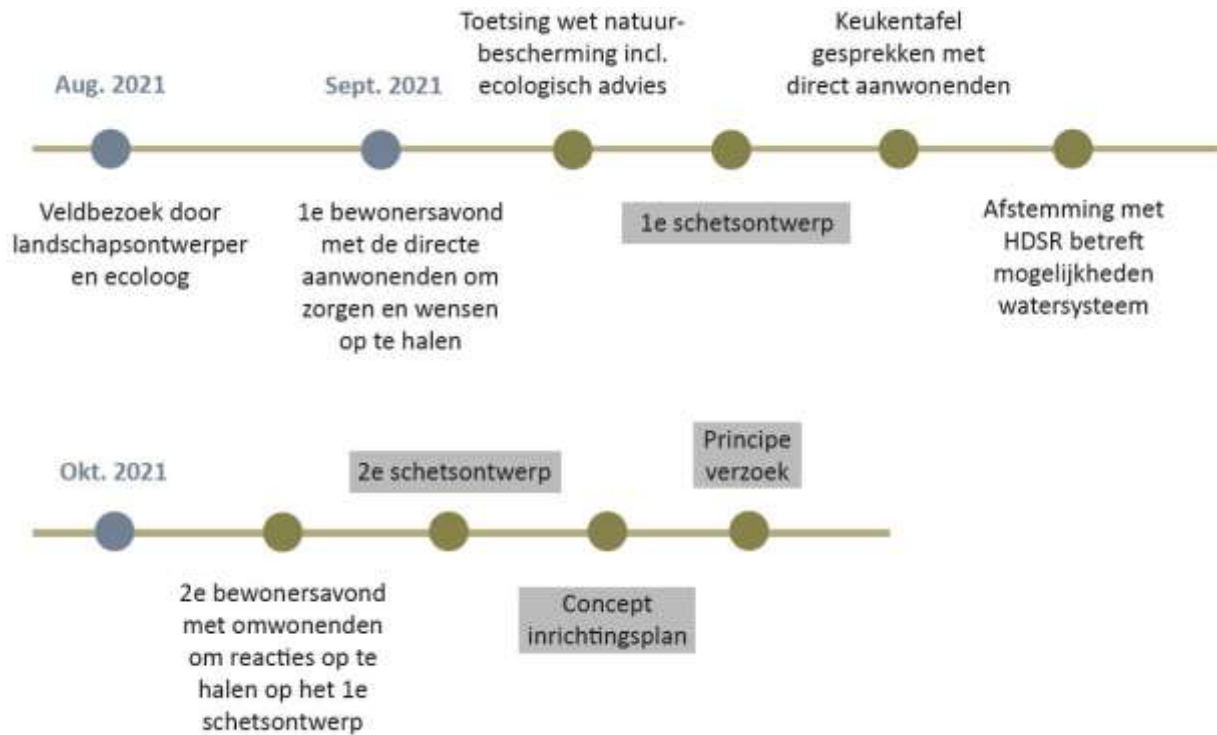 Aug. 2021
Veldbezoek door
landschapsontwerper
en ecoloog
Sept. 2021
1e bewonersavond
met de directe
aanwonenden om
zorgen en wensen
op te halen
Toetsing wet natuur-
bescherming incl.
ecologisch advies
1e schetsontwerp
Keukentafel
gesprekken met
direct aanwonenden
Afstemming met
HDSR betreft
mogelijkheden
watersysteem
Okt. 2021
2e bewonersavond
met omwonenden
om reacties op te
halen op het 1e
schetsontwerp
2e schetsontwerp
Concept
inrichtingsplan
Principe
verzoek